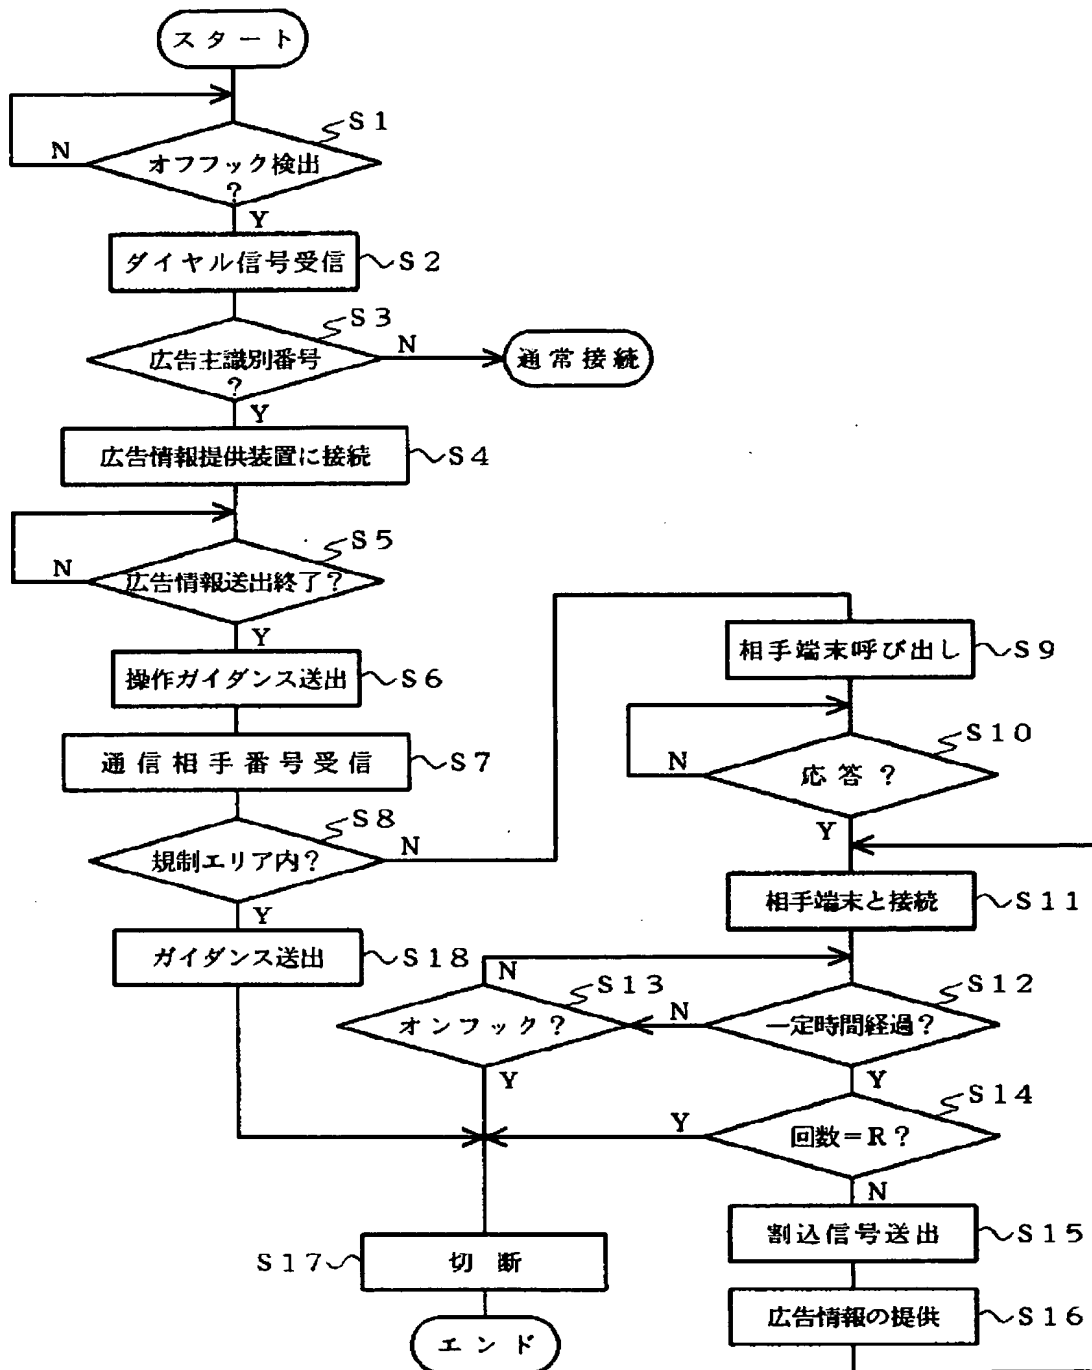 スタート
S1
N
オフフック検出
?
Y
ダイヤル信号受信
S2
S3
広告主識別番号
?
N
通常接続
Y
広告情報提供装置に接続
S4
S5
N
広告情報送出終了?
Y
操作ガイダンス送出
S6
通信相手番号受信
S7
S8
規制エリア内?
N
Y
ガイダンス送出
S18
相手端末呼び出し
S9
S10
N
応答?
Y
相手端末と接続
S11
N
S13
オンフック?
Y
S12
N
一定時間経過?
Y
S14
Y
回数=R?
N
割込信号送出
S15
広告情報の提供
S16
S17
切断
エンド